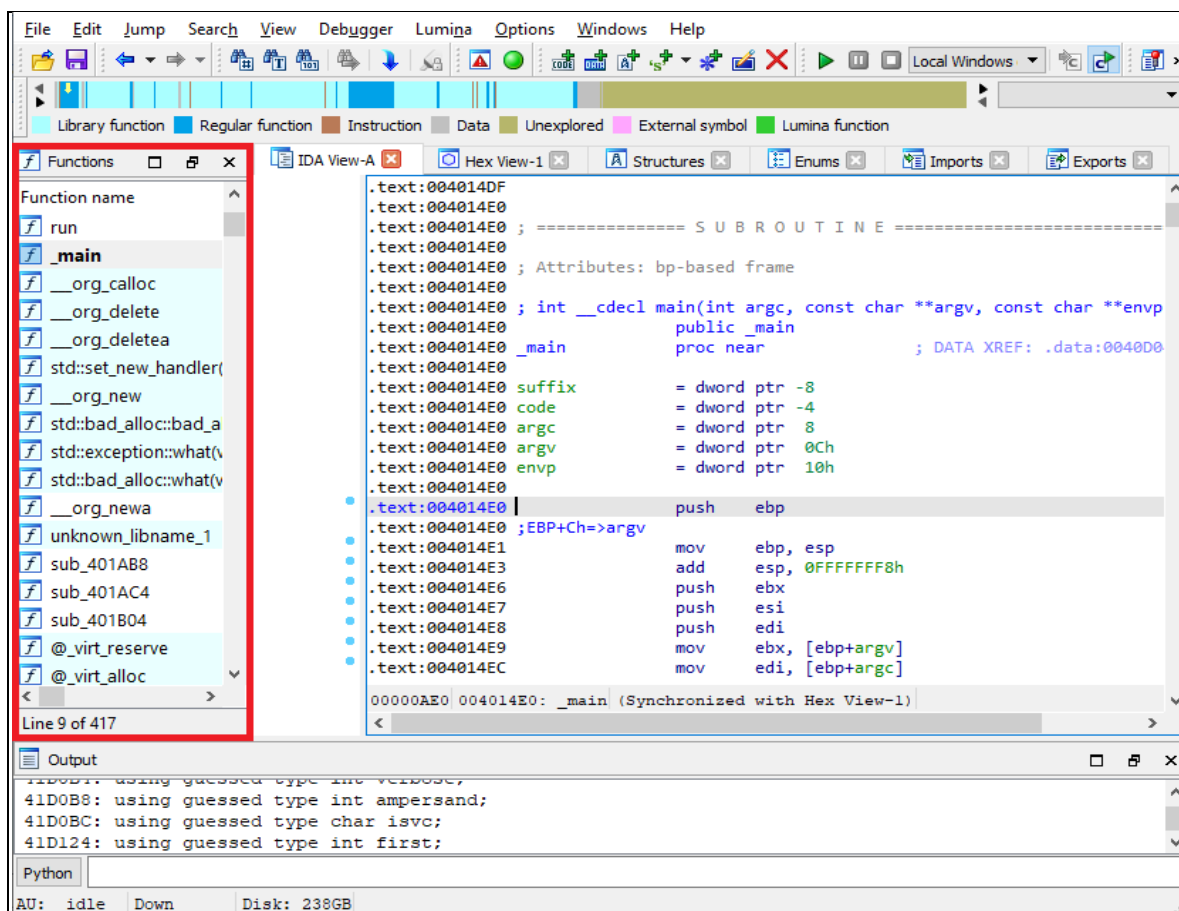 File Edit Jump Search View Debugger Lumina Options Windows Help
Local Windows
Library function Regular function Instruction Data Unexplored External symbol Lumina function
Functions
IDA View-A Hex View-1 Structures Enums Imports Exports
Function name
run
_main
__org_calloc
__org_delete
__org_deletea
std::set_new_handler(
__org_new
std::bad_alloc::bad_a
std::exception::what(v
std::bad_alloc::what(v
__org_newa
unknown_libname_1
sub_401AB8
sub_401AC4
sub_401B04
@_virt_reserve
@_virt_alloc
Line 9 of 417
.text:004014DF
.text:004014E0
.text:004014E0 ; =============== S U B R O U T I N E ===========================
.text:004014E0
.text:004014E0 ; Attributes: bp-based frame
.text:004014E0
.text:004014E0 ; int __cdecl main(int argc, const char **argv, const char **envp
.text:004014E0 public _main
.text:004014E0 _main proc near ; DATA XREF: .data:0040D0
.text:004014E0
.text:004014E0 suffix = dword ptr -8
.text:004014E0 code = dword ptr -4
.text:004014E0 argc = dword ptr 8
.text:004014E0 argv = dword ptr 0Ch
.text:004014E0 envp = dword ptr 10h
.text:004014E0
.text:004014E0 push ebp
.text:004014E0 ;EBP+Ch=>argv
.text:004014E1 mov ebp, esp
.text:004014E3 add esp, 0FFFFFFF8h
.text:004014E6 push ebx
.text:004014E7 push esi
.text:004014E8 push edi
.text:004014E9 mov ebx, [ebp+argv]
.text:004014EC mov edi, [ebp+argc]
00000AE0 004014E0: _main (Synchronized with Hex View-1)
Output
41D0B4: using guessed type int verbose;
41D0B8: using guessed type int ampersand;
41D0BC: using guessed type char isvc;
41D124: using guessed type int first;
Python
AU: idle Down Disk: 238GB